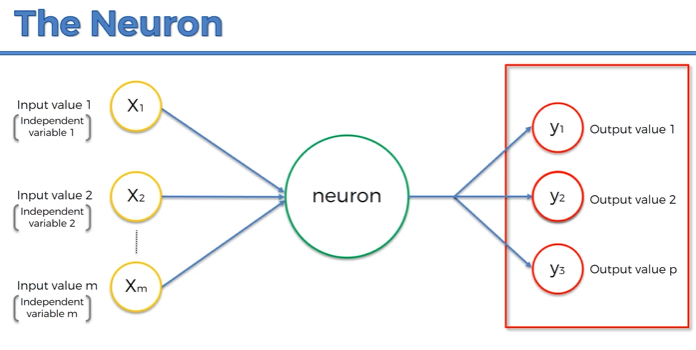 The Neuron
Input value 1
Independent
variable 1
X1
Input value 2
Independent
variable 2
X2
Input value m
Independent
variable m
Xm
neuron
y1
Output value 1
y2
Output value 2
y3
Output value p